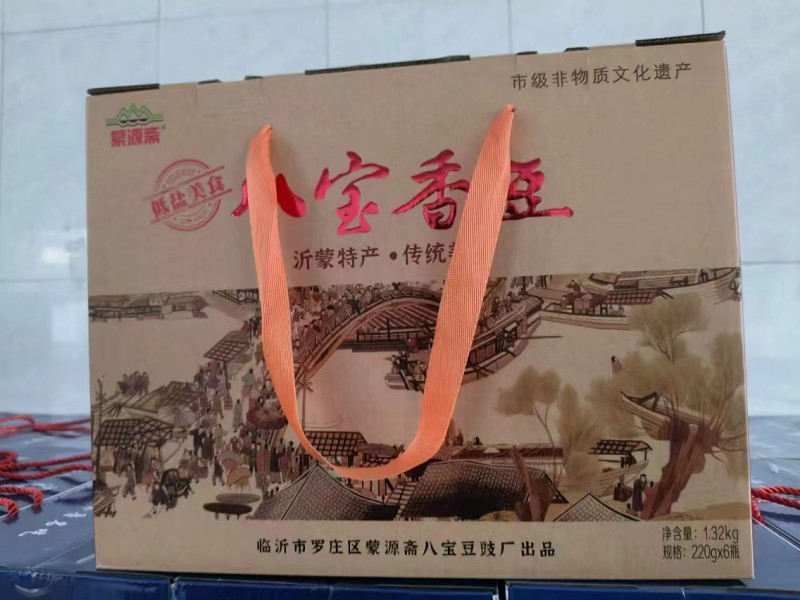 市级非物质文化遗产
蒙源斋®
低盐美食
八宝香豆
沂蒙特产·传统
临沂市罗庄区蒙源斋八宝豆豉厂出品
净含量：1.32kg
规格：220gx6瓶